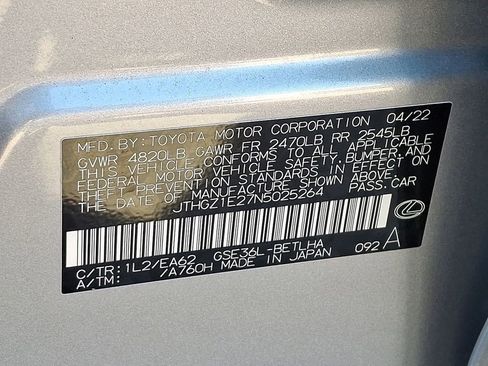 MFD.BY:TOYOTA MOTOR CORPORATION 04/22
GVWR 4820LB GAWR FR 2470LB RR 2545LB
THIS VEHICLE CONFORMS TO ALL APPLICABLE
FEDERAL MOTOR VEHICLE SAFETY,BUMPER,AND
THEFT PREVENTION STANDARDS IN EFFECT ON
THE DATE OF MANUFACTURE SHOWN ABOVE.
JTHGZ1E27N5025264 PASS.CAR
C/TR: 1L2/EA62 GSE36L-BETLHA 092 A
A/TM: /A760H MADE IN JAPAN